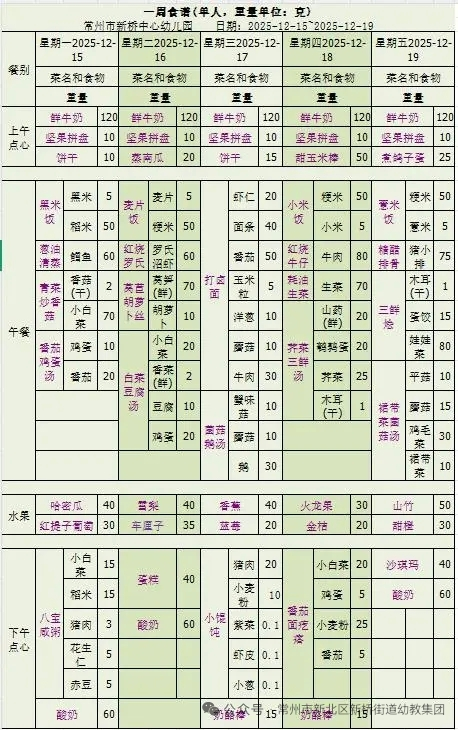 一周食谱(单人，重量单位：克)
常州市新桥中心幼儿园 日期：2025-12-15~2025-12-19
餐别 星期一2025-12-15 星期二2025-12-16 星期三2025-12-17 星期四2025-12-18 星期五2025-12-19
菜名和食物 菜名和食物 菜名和食物 菜名和食物 菜名和食物
重量 重量 重量 重量 重量
上午点心
鲜牛奶 120 鲜牛奶 120 鲜牛奶 120 鲜牛奶 120 鲜牛奶 120
坚果拼盘 10 坚果拼盘 10 坚果拼盘 10 坚果拼盘 10 坚果拼盘 10
饼干 10 蒸南瓜 20 饼干 15 甜玉米棒 50 煮鸽子蛋 25
午餐
黑米饭 黑米 5 麦片饭 麦片 5 打卤面 虾仁 20 小米饭 粳米 50 薏米饭 粳米 50
稻米 50 粳米 50 面条 40 小米 5 薏米 5
葱油清蒸 鳕鱼 60 红烧罗氏 罗氏沼虾 60 番茄 50 红烧牛仔 牛肉 80 糖醋排骨 猪小排 75
青菜炒香菇 香菇(干) 2 莴苣胡萝卜丝 莴笋(鲜) 70 玉米粒 5 耗油生菜 生菜 70 三鲜烩 木耳(干) 1
小白菜 70 胡萝卜 10 洋葱 10 荠菜三鲜汤 山药(鲜) 20 蛋饺 15
番茄鸡蛋汤 鸡蛋 10 白菜豆腐汤 小白菜 20 蘑菇 10 鹌鹑蛋 20 娃娃菜 80
番茄 20 香菜(鲜) 2 牛肉 30 荠菜 25 平菇 10
豆腐 10 菌菇鹅汤 蟹味菇 10 木耳(干) 1 裙带菜菌菇汤 蘑菇 15
鸡蛋 20 蘑菇 10 鸡毛菜 30
鹅 30 裙带菜 10
水果
哈密瓜 40 雪梨 40 香蕉 40 火龙果 30 山竹 50
红提子葡萄 30 车厘子 35 蓝莓 20 金桔 20 甜橙 30
下午点心
八宝咸粥 小白菜 15 蛋糕 40 小馄饨 猪肉 20 番茄面疙瘩 小白菜 20 沙琪玛 40
稻米 15 小麦粉 10 鸡蛋 5 酸奶 60
猪肉 3 酸奶 60 紫菜 0.1 小麦粉 25
花生仁 5 虾皮 0.1 番茄 5
赤豆 5 小葱 0.1
酸奶 60 奶酪棒 15 奶酪棒 15
公众号 · 常州市新北区新桥街道幼教集团